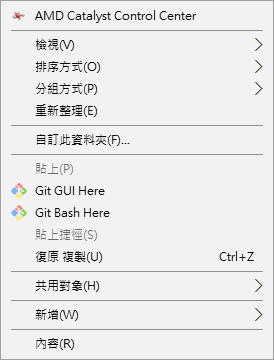 AMD Catalyst Control Center
檢視(V)
排序方式(O)
分組方式(P)
重新整理(E)
自訂此資料夾(F)...
貼上(P)
Git GUI Here
Git Bash Here
貼上捷徑(S)
復原 複製(U) Ctrl+Z
共用對象(H)
新增(W)
內容(R)